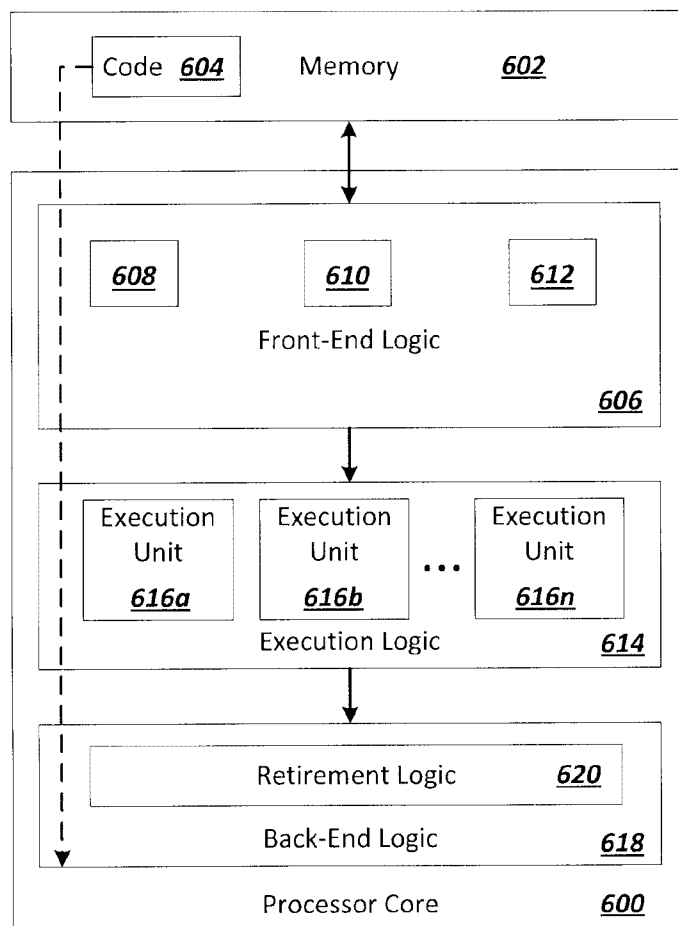 Code 604 Memory 602
608 610 612
Front-End Logic
606
Execution Unit 616a
Execution Unit 616b
...
Execution Unit 616n
Execution Logic 614
Retirement Logic 620
Back-End Logic 618
Processor Core 600